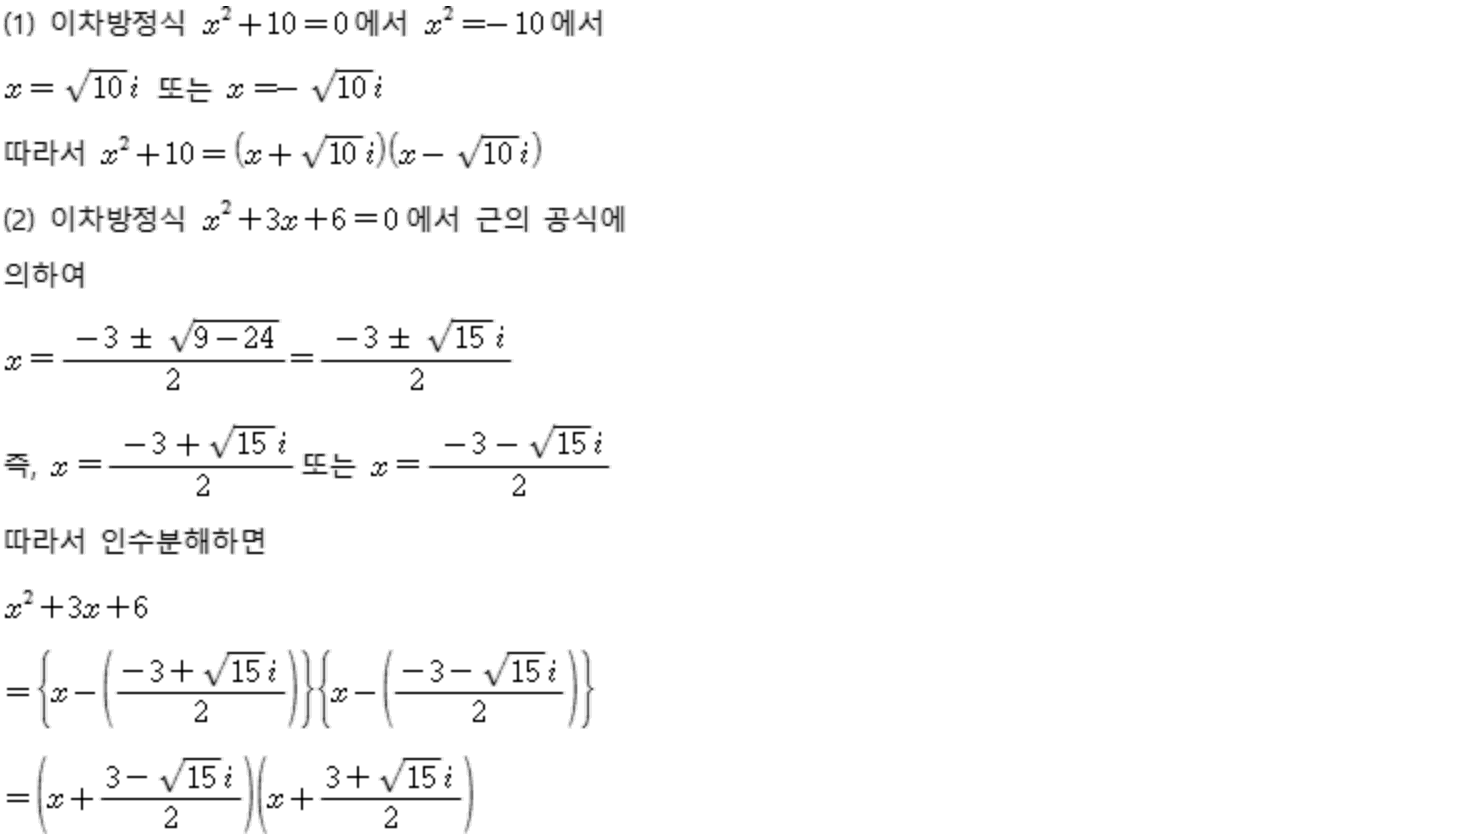 (1) 이차방정식 x²+10=0에서 x²=-10에서
x=√10 i 또는 x=-√10 i
따라서 x²+10=(x+√10 i)(x-√10 i)
(2) 이차방정식 x²+3x+6=0에서 근의 공식에
의하여
x=(-3±√(9-24))/2=(-3±√15 i)/2
즉, x=(-3+√15 i)/2 또는 x=(-3-√15 i)/2
따라서 인수분해하면
x²+3x+6
={x-((-3+√15 i)/2)}{x-((-3-√15 i)/2)}
=(x+(3-√15 i)/2)(x+(3+√15 i)/2)